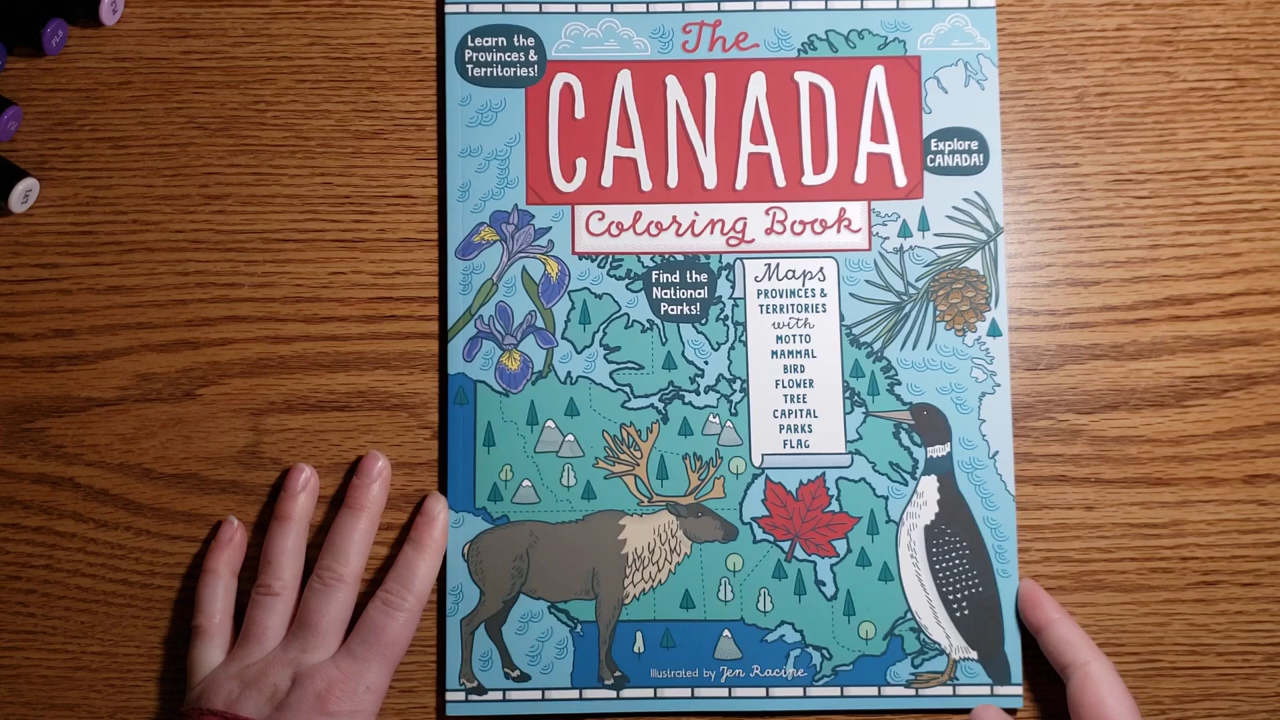 Learn the
Provinces &
Territories!
The
CANADA
Explore
CANADA!
Coloring Book
Find the
National
Parks!
Maps
PROVINCES &
TERRITORIES
with
MOTTO
MAMMAL
BIRD
FLOWER
TREE
CAPITAL
PARKS
FLAG
Illustrated by Jen Racine